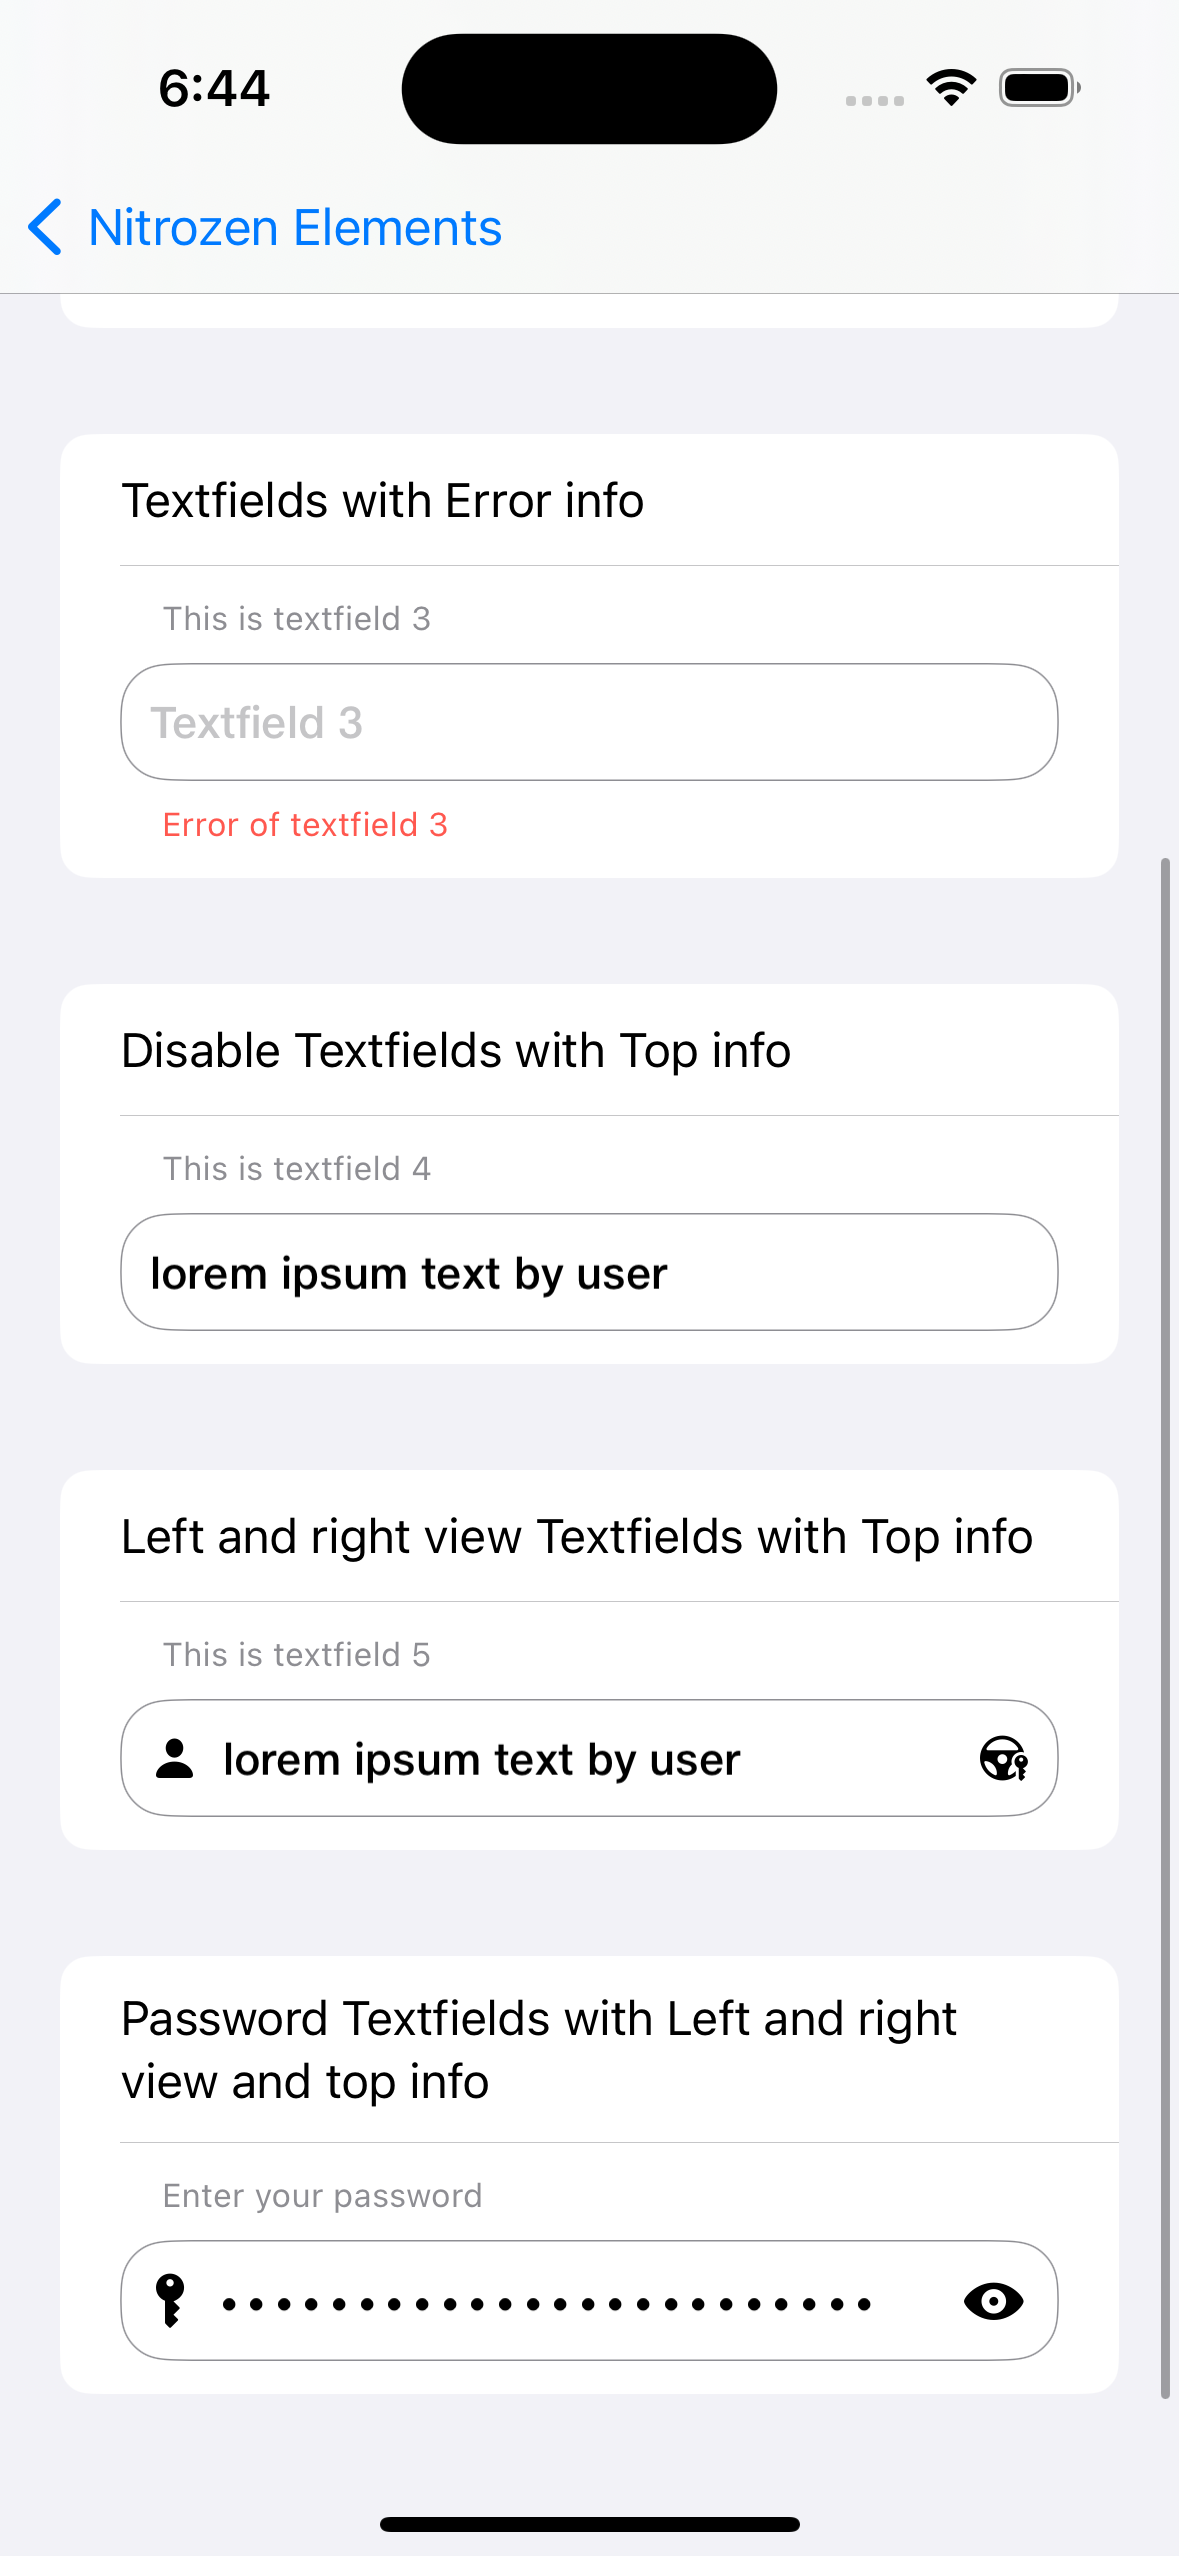 6:44
Nitrozen Elements
Textfields with Error info
This is textfield 3
Textfield 3
Error of textfield 3
Disable Textfields with Top info
This is textfield 4
lorem ipsum text by user
Left and right view Textfields with Top info
This is textfield 5
lorem ipsum text by user
Password Textfields with Left and right
view and top info
Enter your password